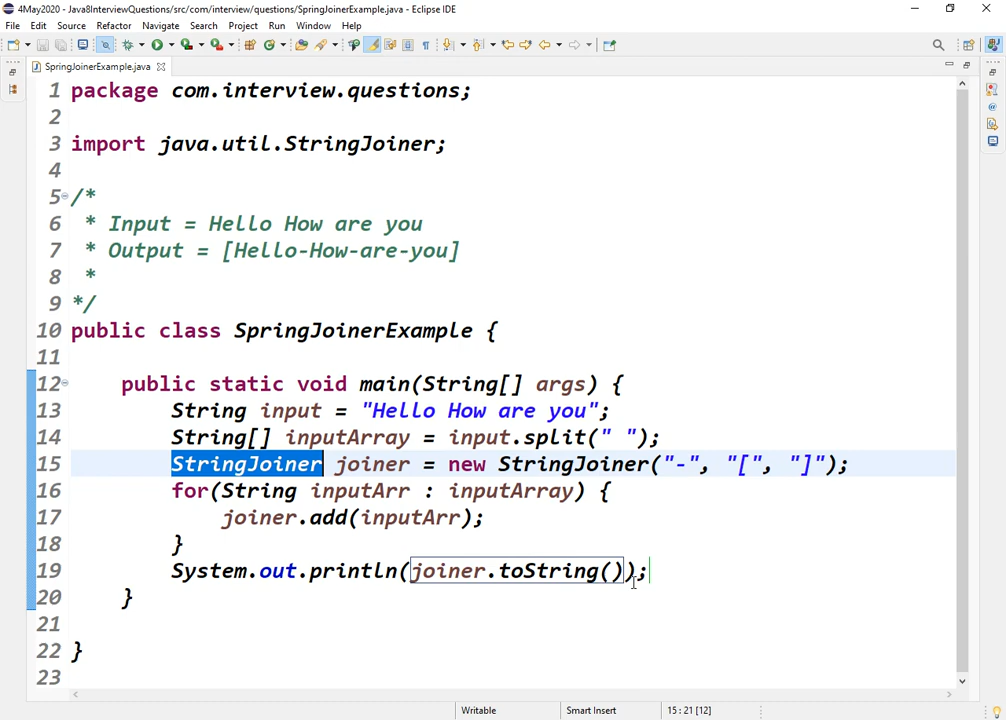 4May2020 - Java8InterviewQuestions/src/com/interview/questions/SpringJoinerExample.java - Eclipse IDE
File Edit Source Refactor Navigate Search Project Run Window Help
SpringJoinerExample.java
1 package com.interview.questions;
2
3 import java.util.StringJoiner;
4
5 /*
6  * Input = Hello How are you
7  * Output = [Hello-How-are-you]
8  *
9 */
10 public class SpringJoinerExample {
11
12     public static void main(String[] args) {
13         String input = "Hello How are you";
14         String[] inputArray = input.split(" ");
15         StringJoiner joiner = new StringJoiner("-", "[", "]");
16         for(String inputArr : inputArray) {
17             joiner.add(inputArr);
18         }
19         System.out.println(joiner.toString());
20     }
21
22 }
23
Writable Smart Insert 15 : 21 [12]